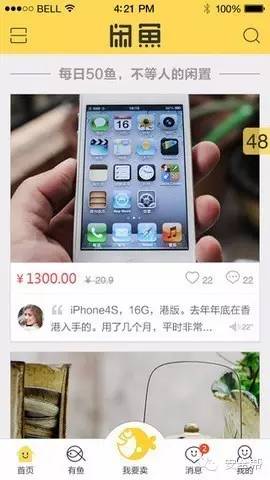 BELL 4:21 PM
闲鱼
每日50鱼，不等人的闲置
48
¥1300.00 ¥20.9 22 22
iPhone4S，16G，港版。去年年底在香
港入手的。用了几个月，平时非常... 22"
2
首页 有鱼 我要卖 消息 我的
安全帮